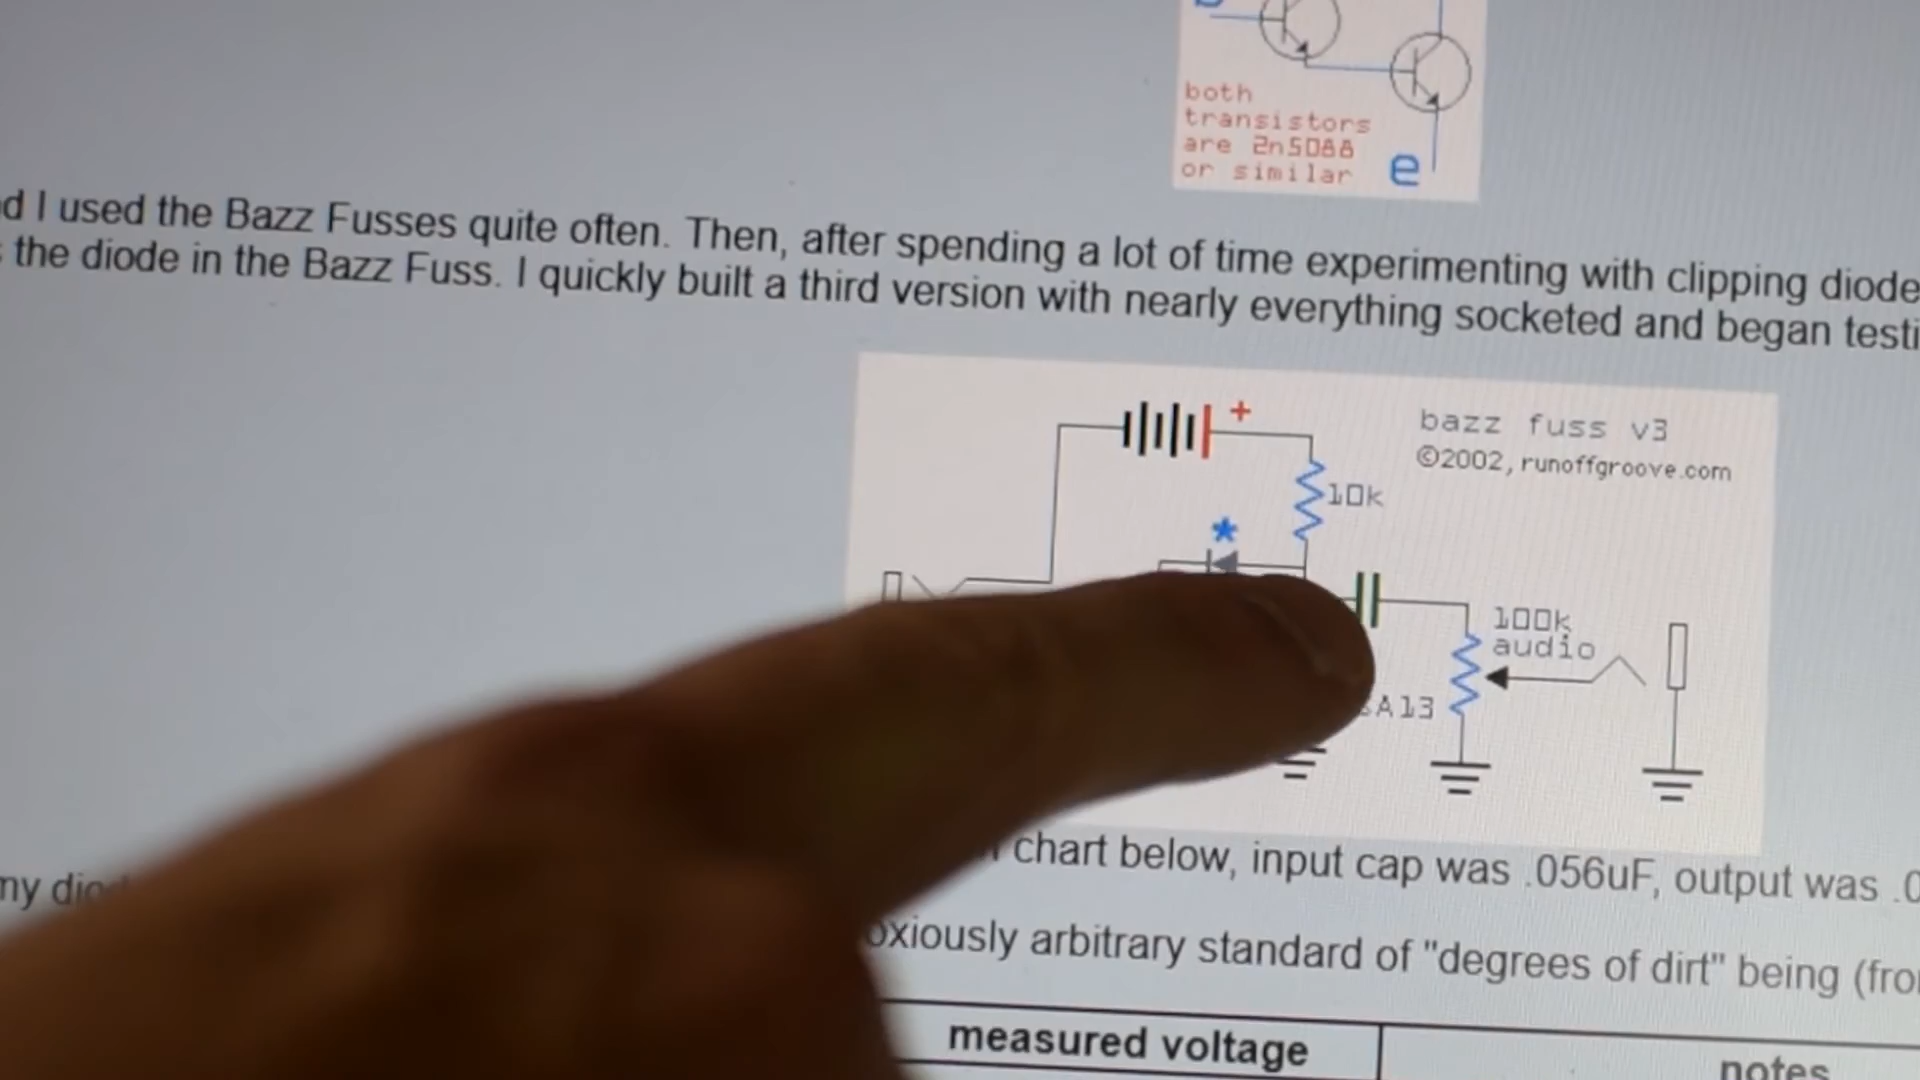 both
transistors
are 2n5088
or similar
e
I used the Bazz Fusses quite often. Then, after spending a lot of time experimenting with clipping diode
the diode in the Bazz Fuss. I quickly built a third version with nearly everything socketed and began testi
+
bazz fuss v3
©2002, runoffgroove.com
10k
*
100k
audio
A13
chart below, input cap was .056uF, output was .0
my dio
oxiously arbitrary standard of "degrees of dirt" being (fro
measured voltage
notes